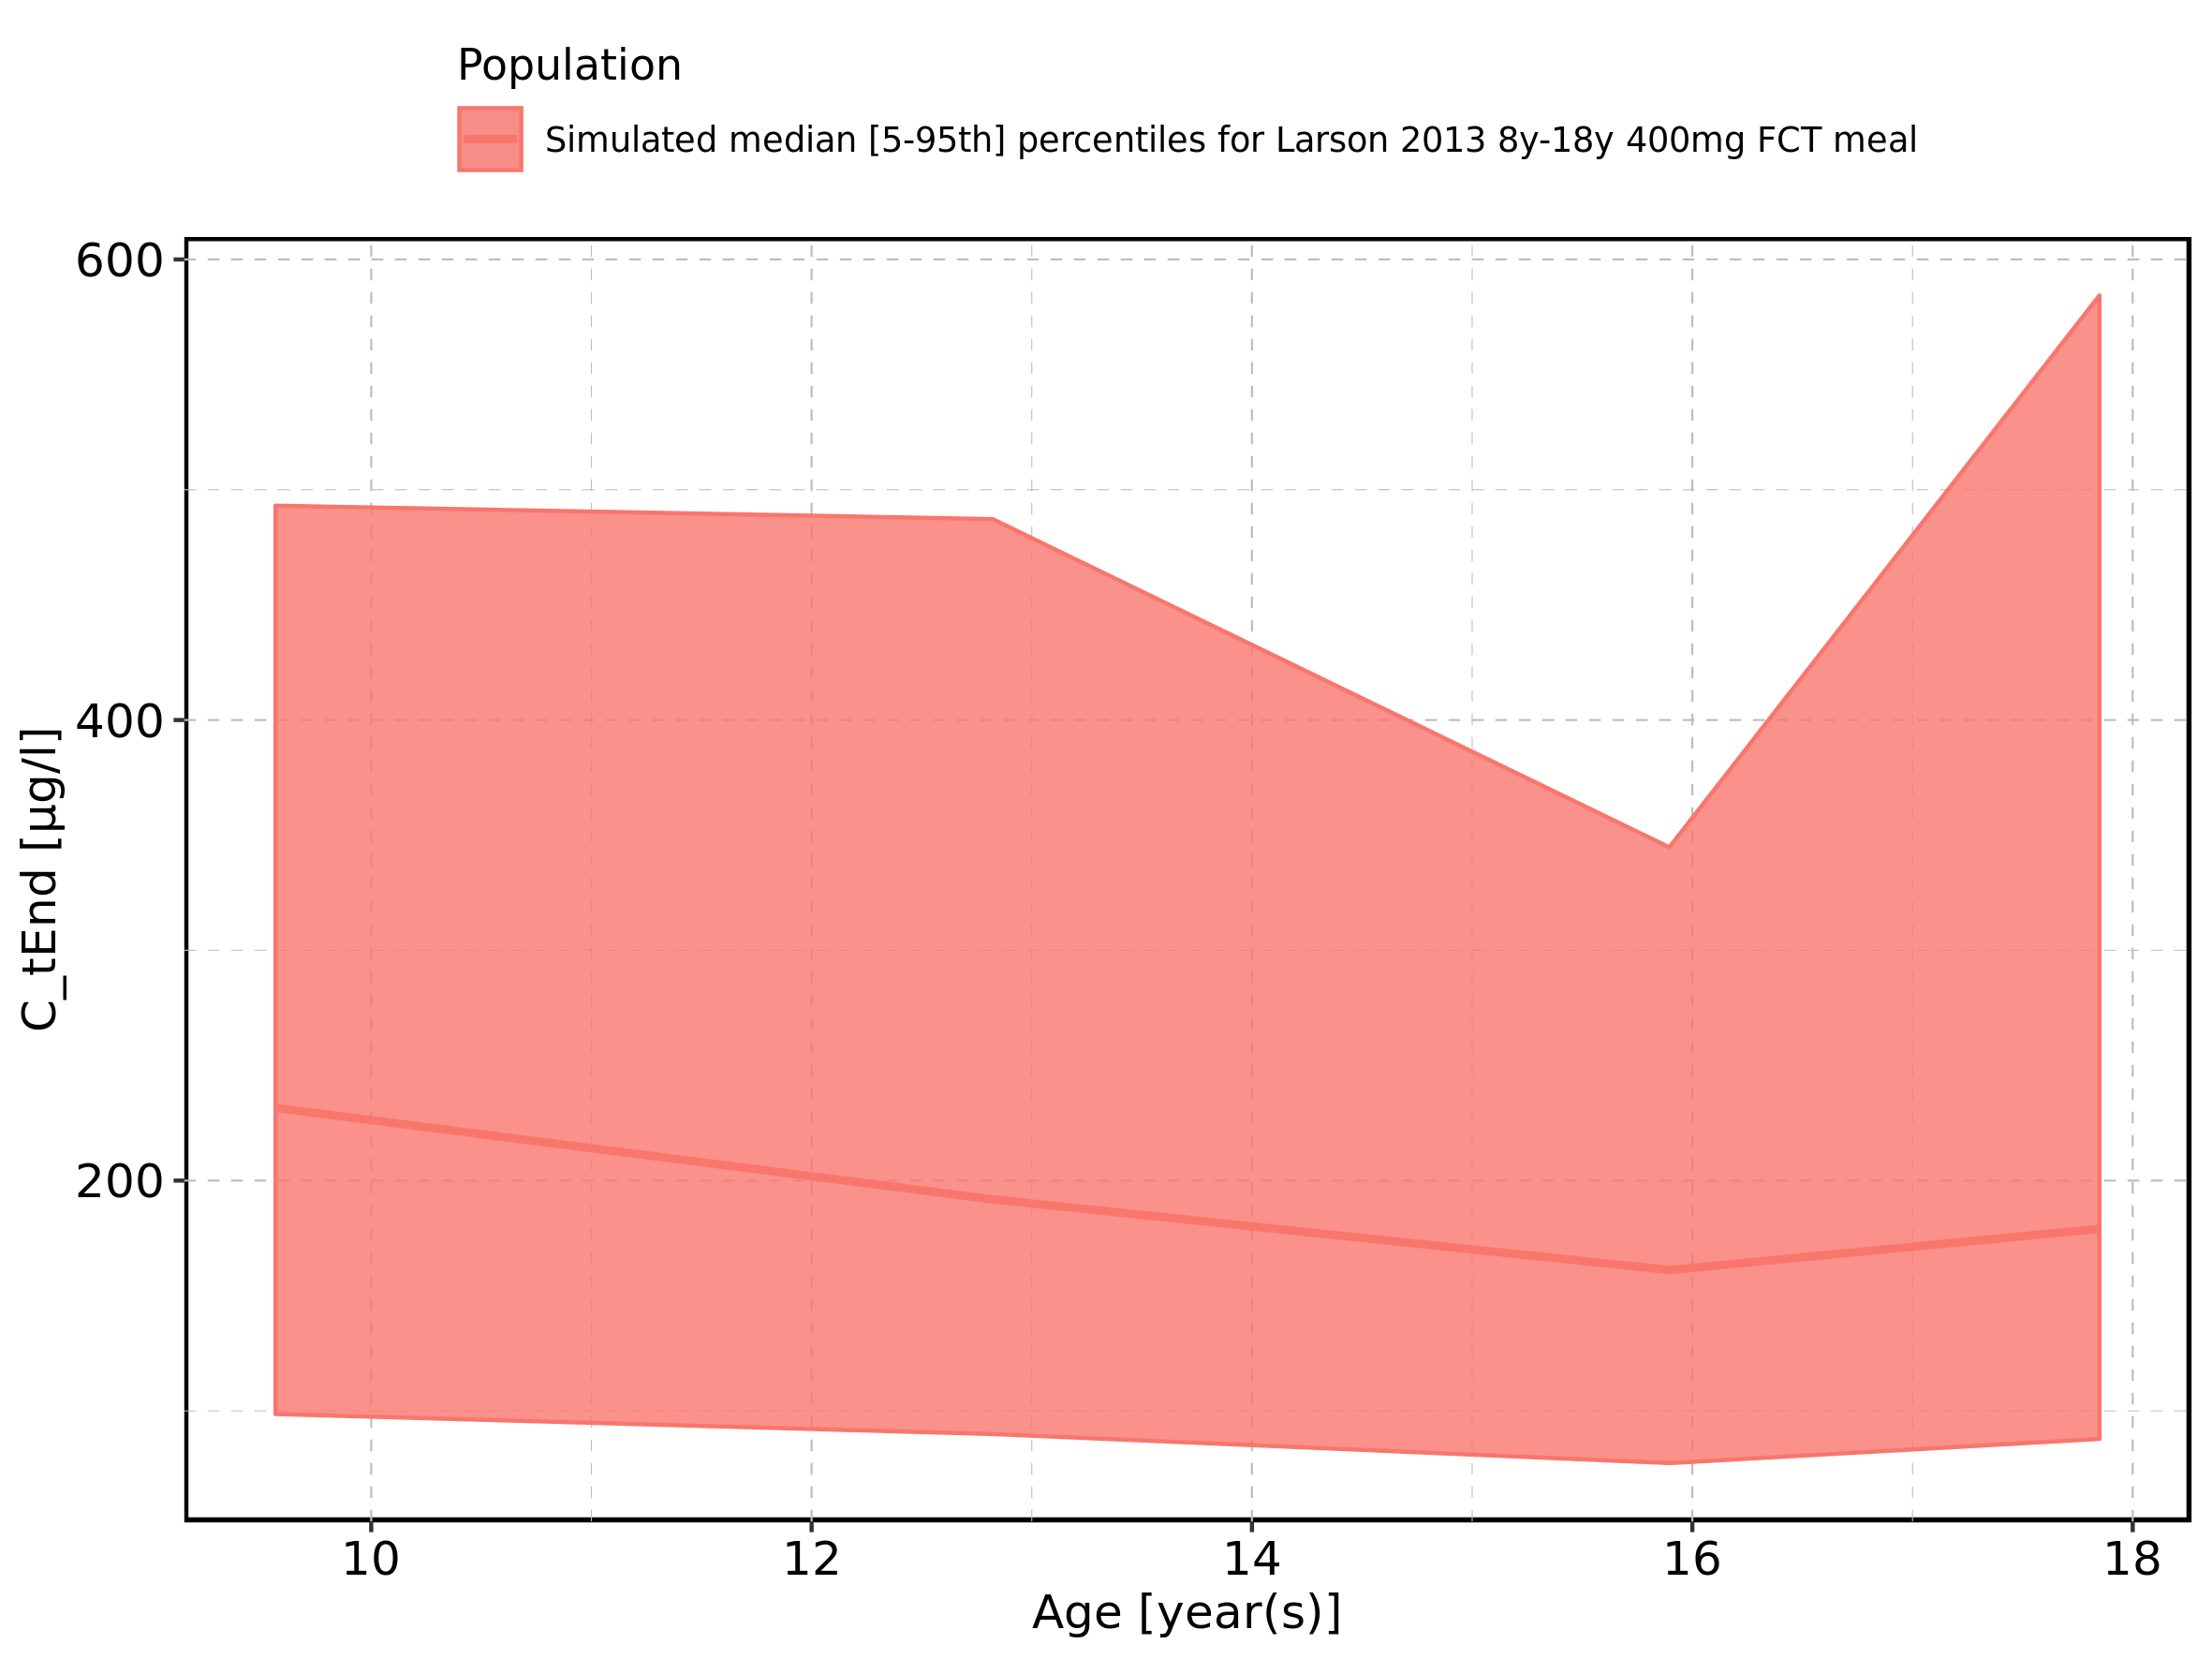 Population
Simulated median [5-95th] percentiles for Larson 2013 8y-18y 400mg FCT meal
600
400
200
C_tEnd [µg/l]
10 12 14 16 18
Age [year(s)]